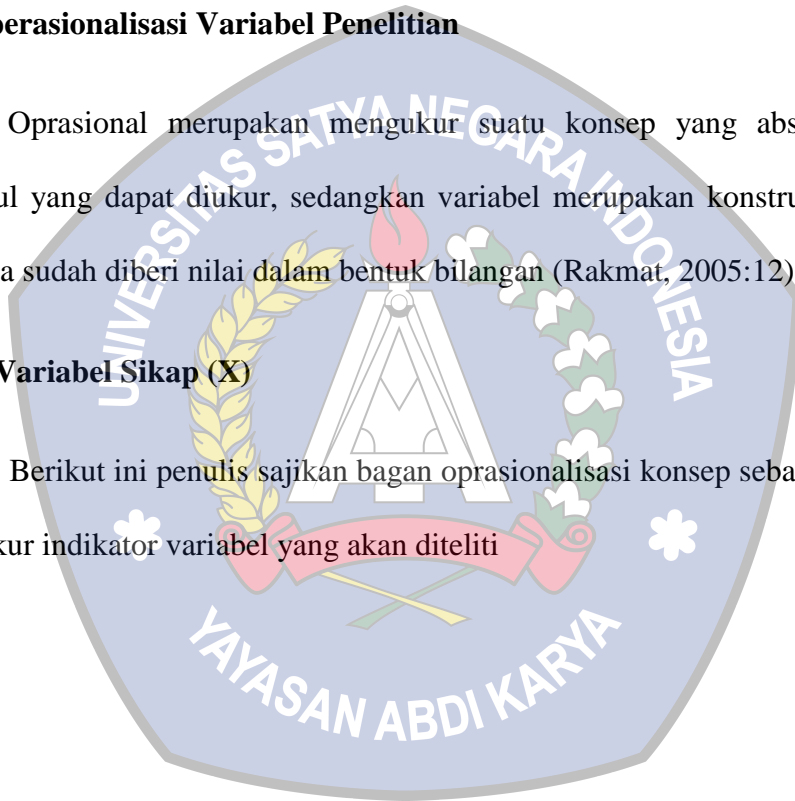 perasionalisasi Variabel Penelitian
Oprasional merupakan mengukur suatu konsep yang abs
ul yang dapat diukur, sedangkan variabel merupakan konstru
a sudah diberi nilai dalam bentuk bilangan (Rakmat, 2005:12)
Variabel Sikap (X)
Berikut ini penulis sajikan bagan oprasionalisasi konsep seba
kur indikator variabel yang akan diteliti
UNIVERSITAS SATYA NEGARA INDONESIA
YAYASAN ABDI KARYA